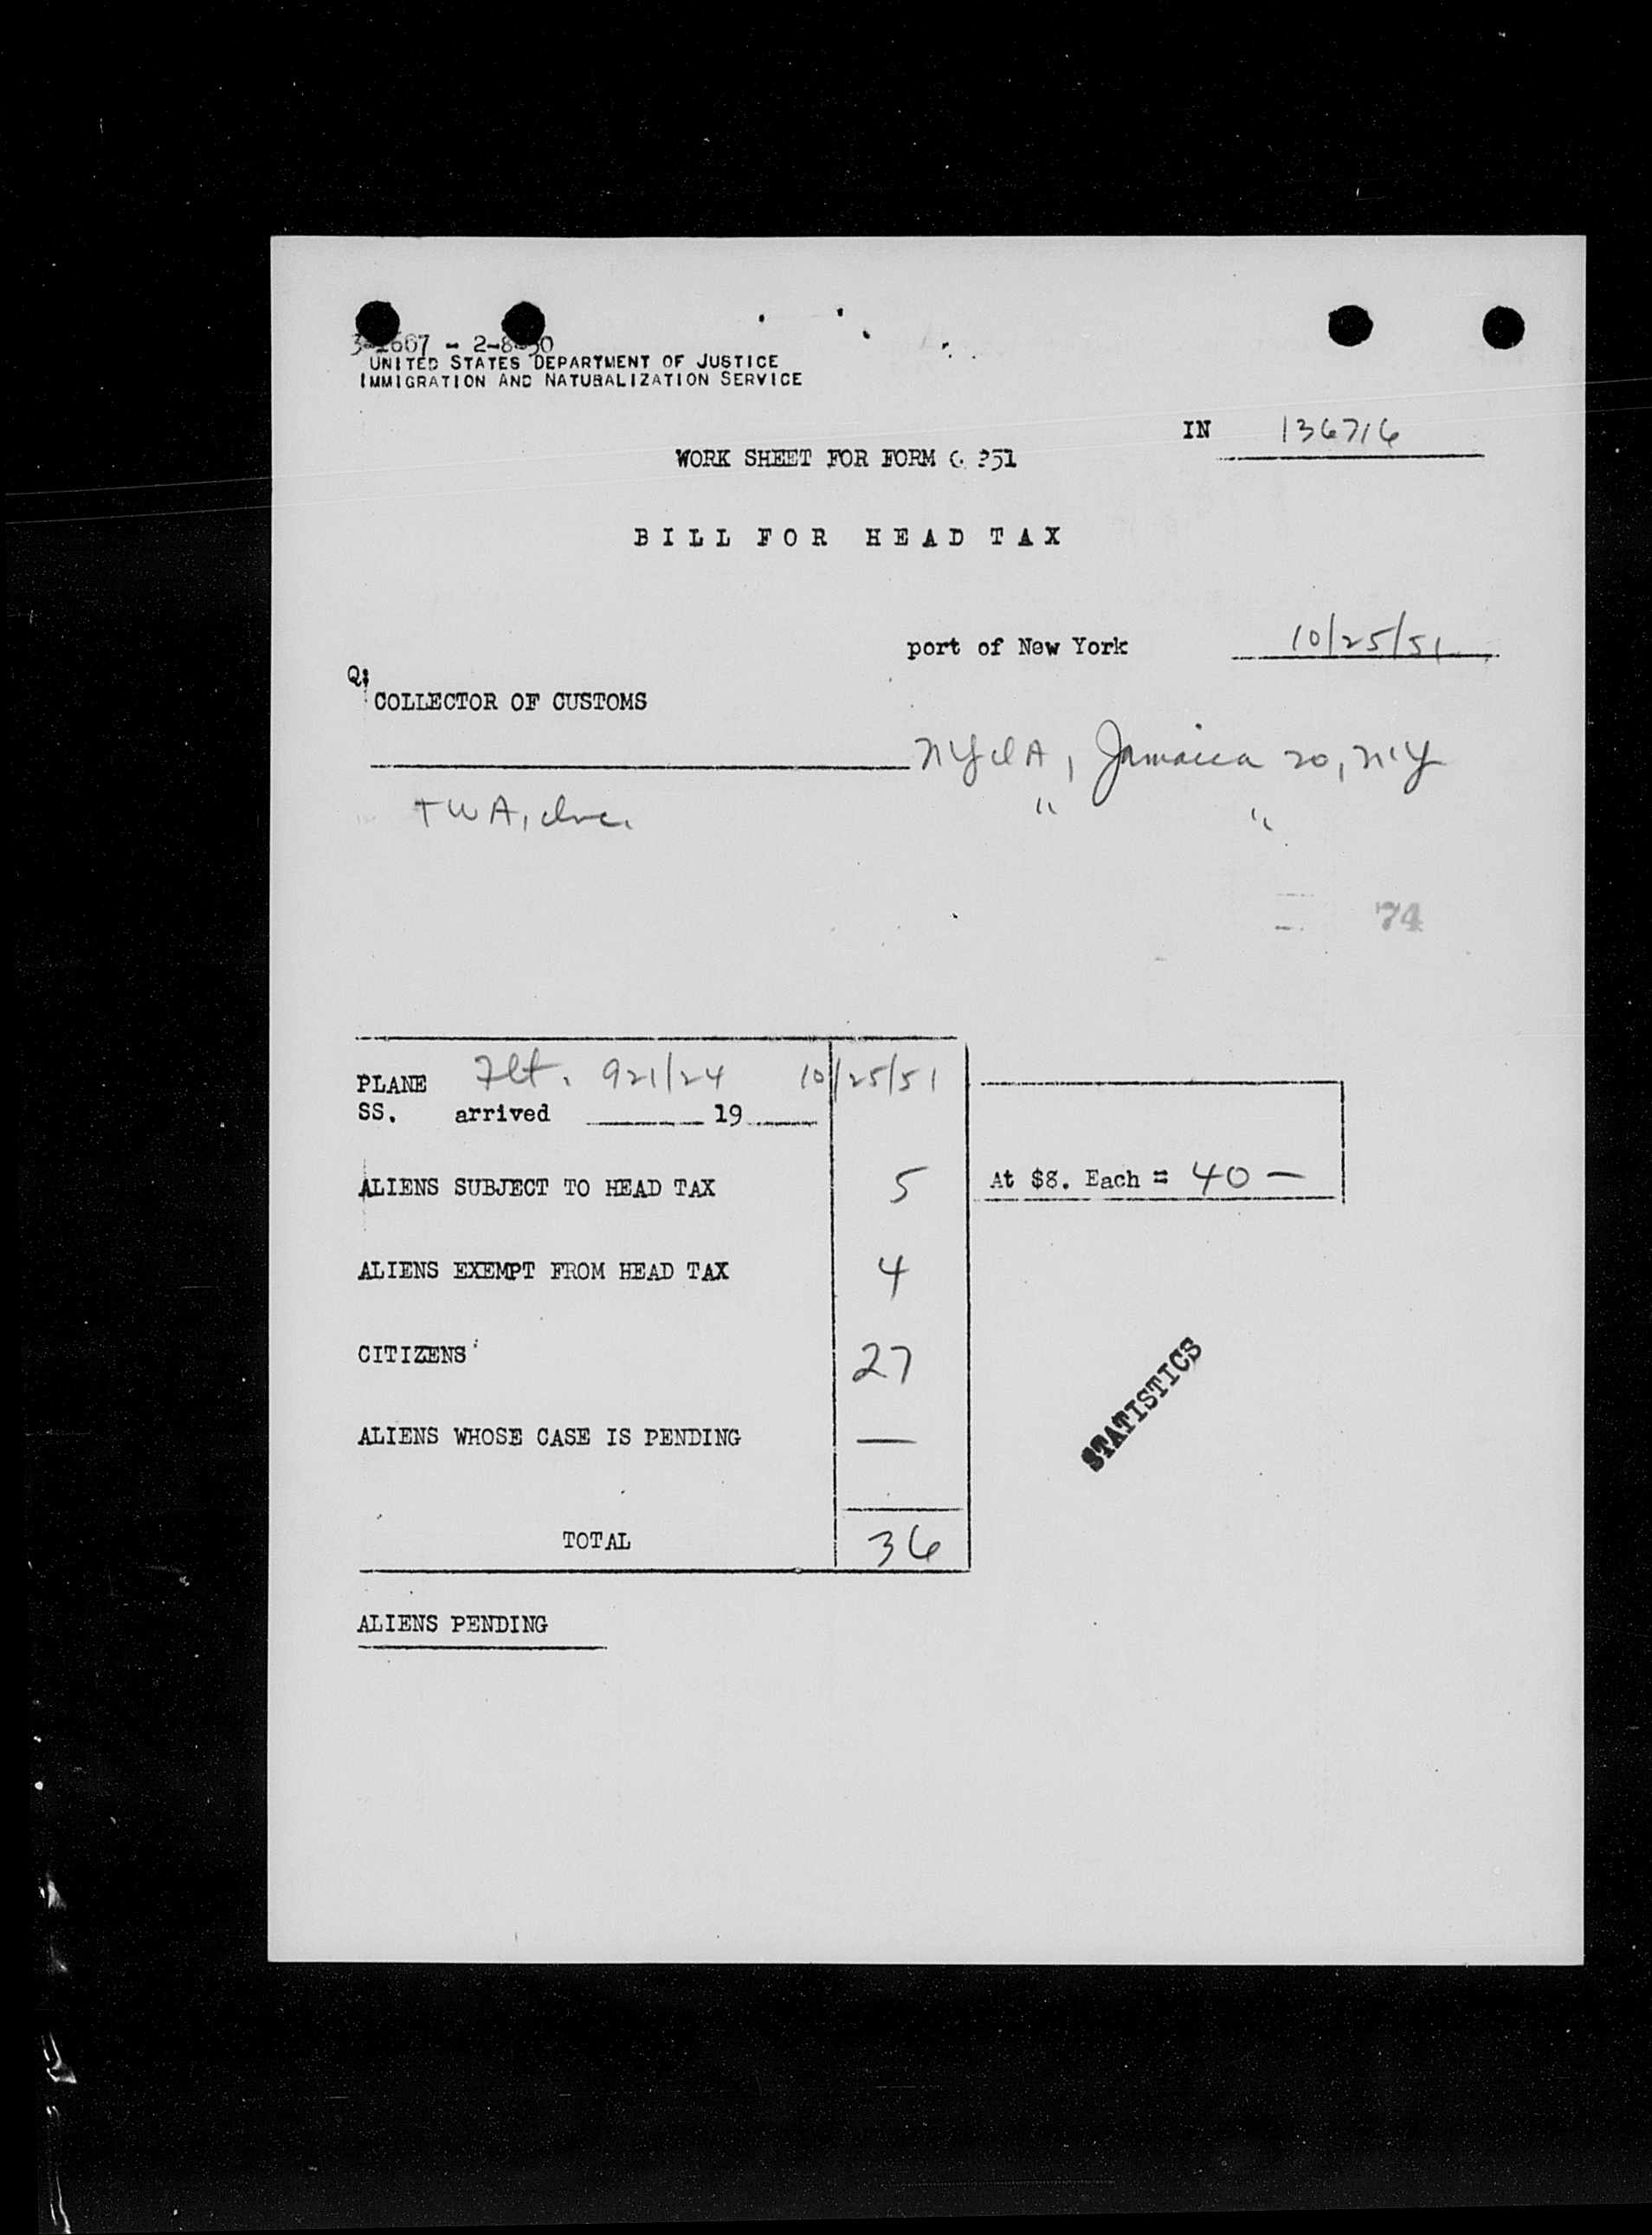 UNITED STATES DEPARTMENT OF JUSTICE
IMMIGRATION AND NATURALIZATION SERVICE
IN 136716
WORK SHEET FOR FORM
BILL FOR HEAD TAX
port of New York 10/25/51
COLLECTOR OF CUSTOMS
NYIA, Jamaica 20, NY
TWA, Inc. " "
74
PLANE Flt. 921/24 10/25/51
SS. arrived 19
ALIENS SUBJECT TO HEAD TAX 5 At $8. Each = 40 —
ALIENS EXEMPT FROM HEAD TAX 4
CITIZENS 27
ALIENS WHOSE CASE IS PENDING —
STATISTICS
TOTAL 36
ALIENS PENDING